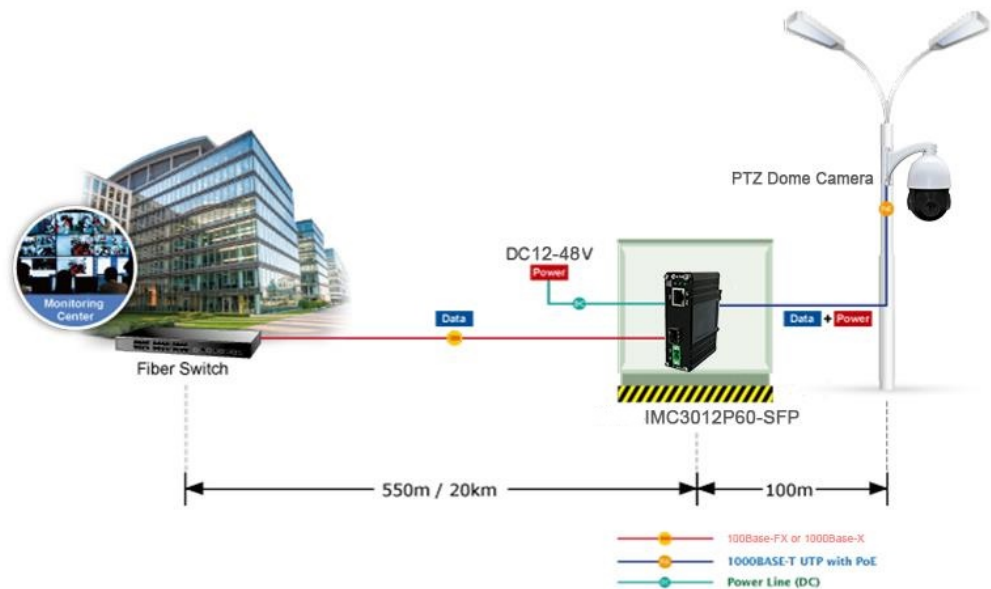 PTZ Dome Camera
DC12-48V
Power
Monitoring
Center
Data
Data + Power
Fiber Switch
IMC3012P60-SFP
550m / 20km
100m
100Base-FX or 1000Base-X
1000BASE-T UTP with PoE
Power Line (DC)